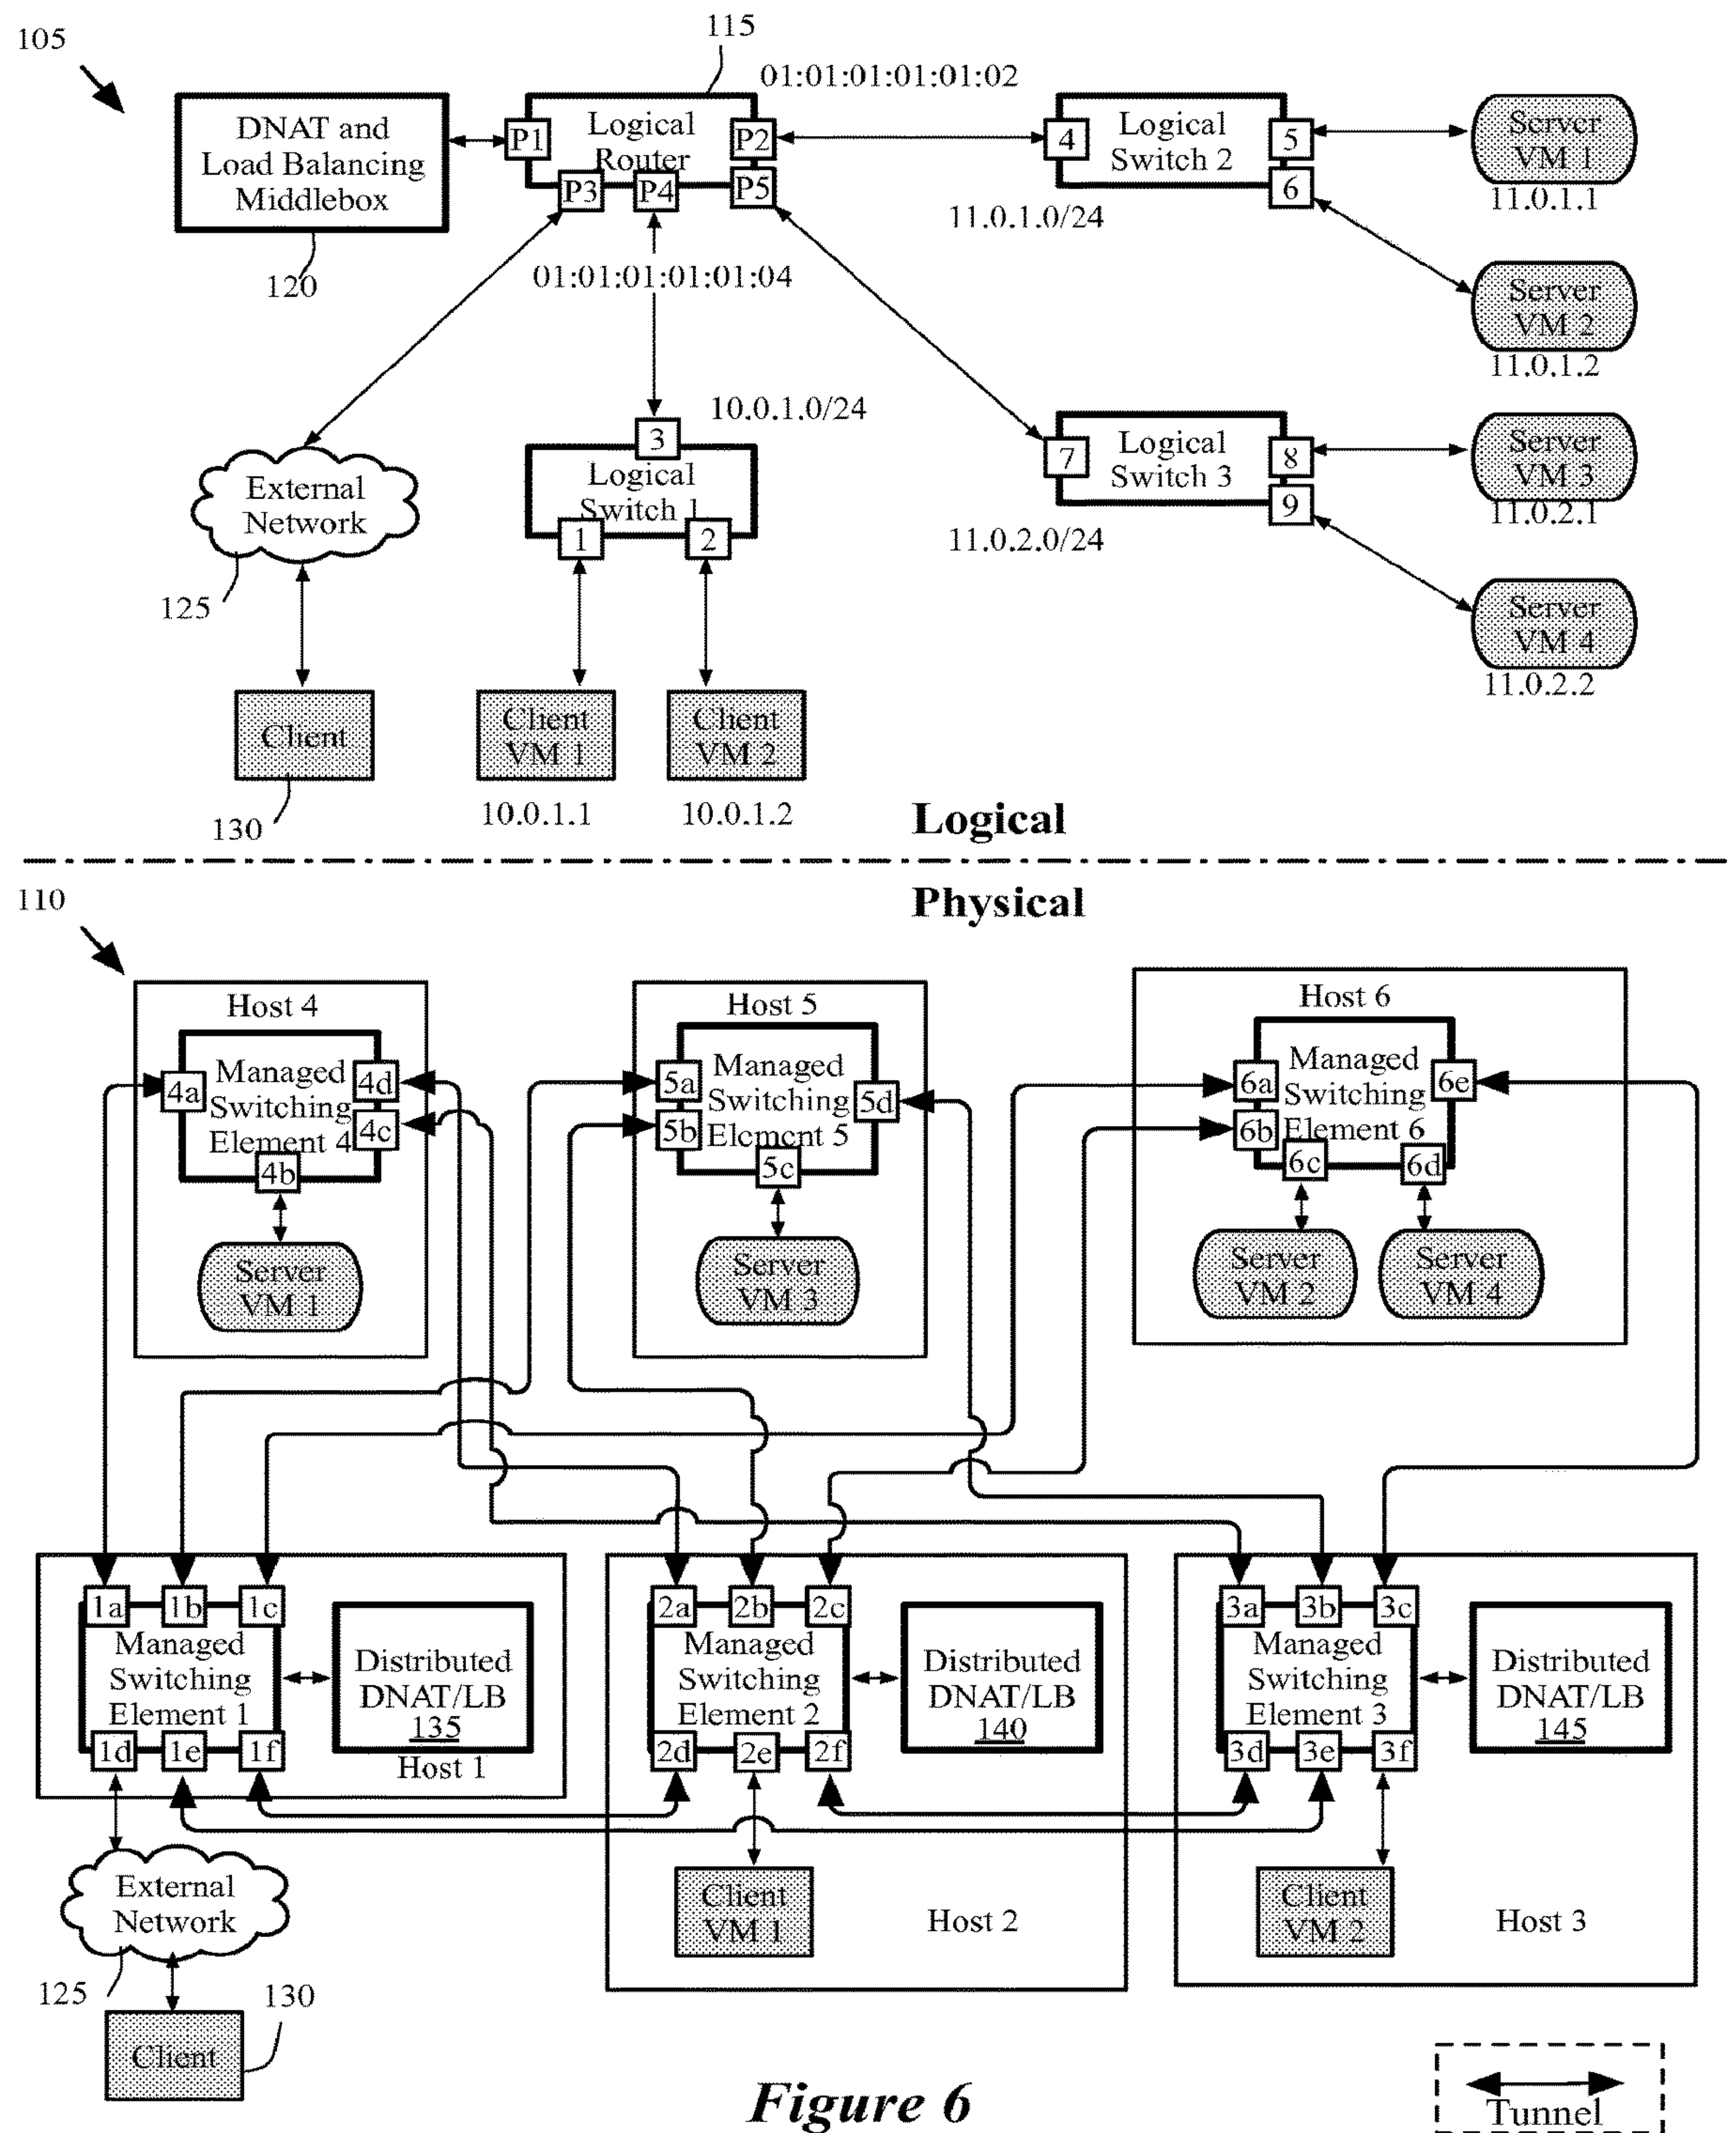 105
115
01:01:01:01:01:02
DNAT and
Load Balancing
Middlebox
P1
Logical
Router
P2
P3
P4
P5
4
Logical
Switch 2
5
6
Server
VM 1
11.0.1.1
11.0.1.0/24
120
01:01:01:01:01:04
Server
VM 2
11.0.1.2
10.0.1.0/24
3
Logical
Switch 1
1
2
External
Network
7
Logical
Switch 3
8
9
Server
VM 3
11.0.2.1
11.0.2.0/24
125
Server
VM 4
11.0.2.2
Client
Client
VM 1
Client
VM 2
130
10.0.1.1
10.0.1.2
Logical
110
Physical
Host 4
4a
Managed
Switching
Element 4
4d
4c
4b
Server
VM 1
Host 5
5a
5b
Managed
Switching
Element 5
5d
5c
Server
VM 3
Host 6
6a
6b
Managed
Switching
Element 6
6e
6c
6d
Server
VM 2
Server
VM 4
1a
1b
1c
Managed
Switching
Element 1
1d
1e
1f
Distributed
DNAT/LB
135
Host 1
2a
2b
2c
Managed
Switching
Element 2
2d
2e
2f
Distributed
DNAT/LB
140
3a
3b
3c
Managed
Switching
Element 3
3d
3e
3f
Distributed
DNAT/LB
145
External
Network
Client
VM 1
Host 2
Client
VM 2
Host 3
125
130
Client
Figure 6
Tunnel